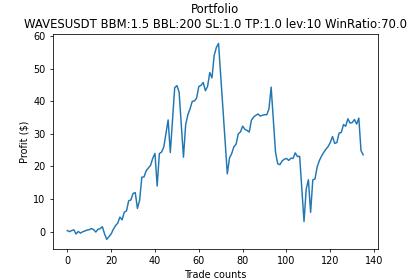 Portfolio
WAVESUSDT BBM:1.5 BBL:200 SL:1.0 TP:1.0 lev:10 WinRatio:70.0
60
50
40
30
20
10
0
Profit ($)
0 20 40 60 80 100 120 140
Trade counts